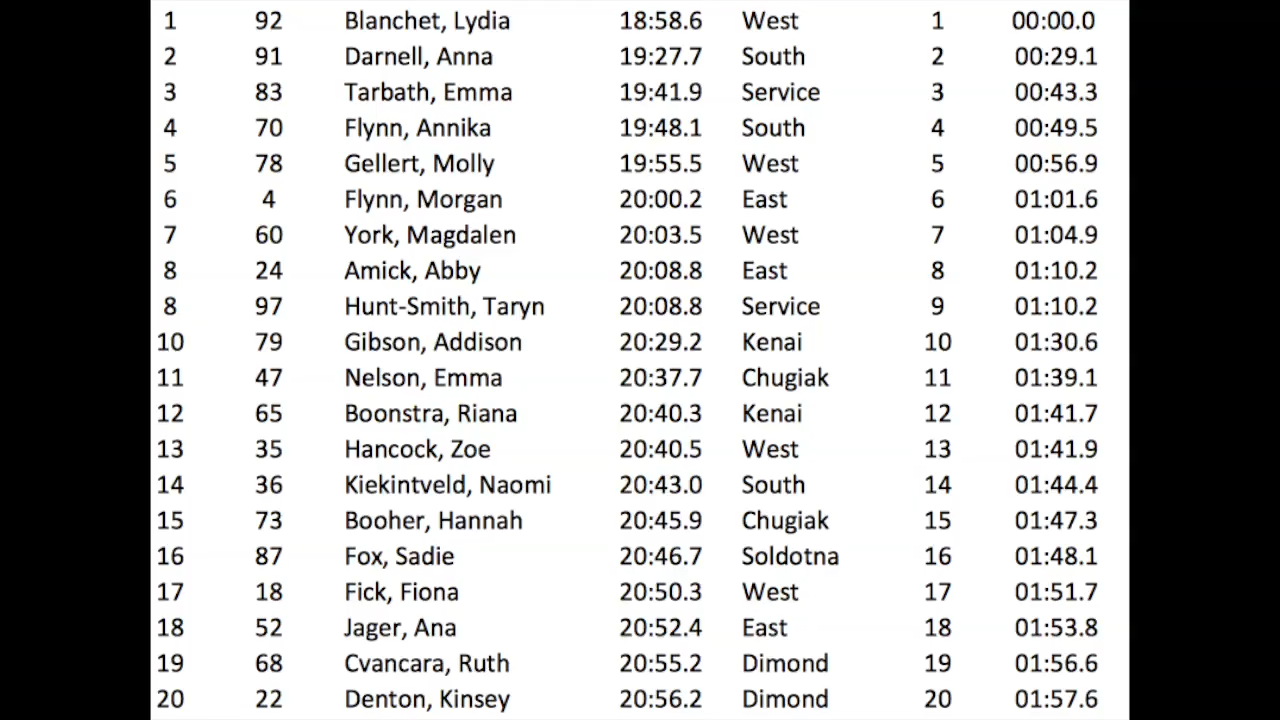 1 92 Blanchet, Lydia 18:58.6 West 1 00:00.0
2 91 Darnell, Anna 19:27.7 South 2 00:29.1
3 83 Tarbath, Emma 19:41.9 Service 3 00:43.3
4 70 Flynn, Annika 19:48.1 South 4 00:49.5
5 78 Gellert, Molly 19:55.5 West 5 00:56.9
6 4 Flynn, Morgan 20:00.2 East 6 01:01.6
7 60 York, Magdalen 20:03.5 West 7 01:04.9
8 24 Amick, Abby 20:08.8 East 8 01:10.2
8 97 Hunt-Smith, Taryn 20:08.8 Service 9 01:10.2
10 79 Gibson, Addison 20:29.2 Kenai 10 01:30.6
11 47 Nelson, Emma 20:37.7 Chugiak 11 01:39.1
12 65 Boonstra, Riana 20:40.3 Kenai 12 01:41.7
13 35 Hancock, Zoe 20:40.5 West 13 01:41.9
14 36 Kiekintveld, Naomi 20:43.0 South 14 01:44.4
15 73 Booher, Hannah 20:45.9 Chugiak 15 01:47.3
16 87 Fox, Sadie 20:46.7 Soldotna 16 01:48.1
17 18 Fick, Fiona 20:50.3 West 17 01:51.7
18 52 Jager, Ana 20:52.4 East 18 01:53.8
19 68 Cvancara, Ruth 20:55.2 Dimond 19 01:56.6
20 22 Denton, Kinsey 20:56.2 Dimond 20 01:57.6